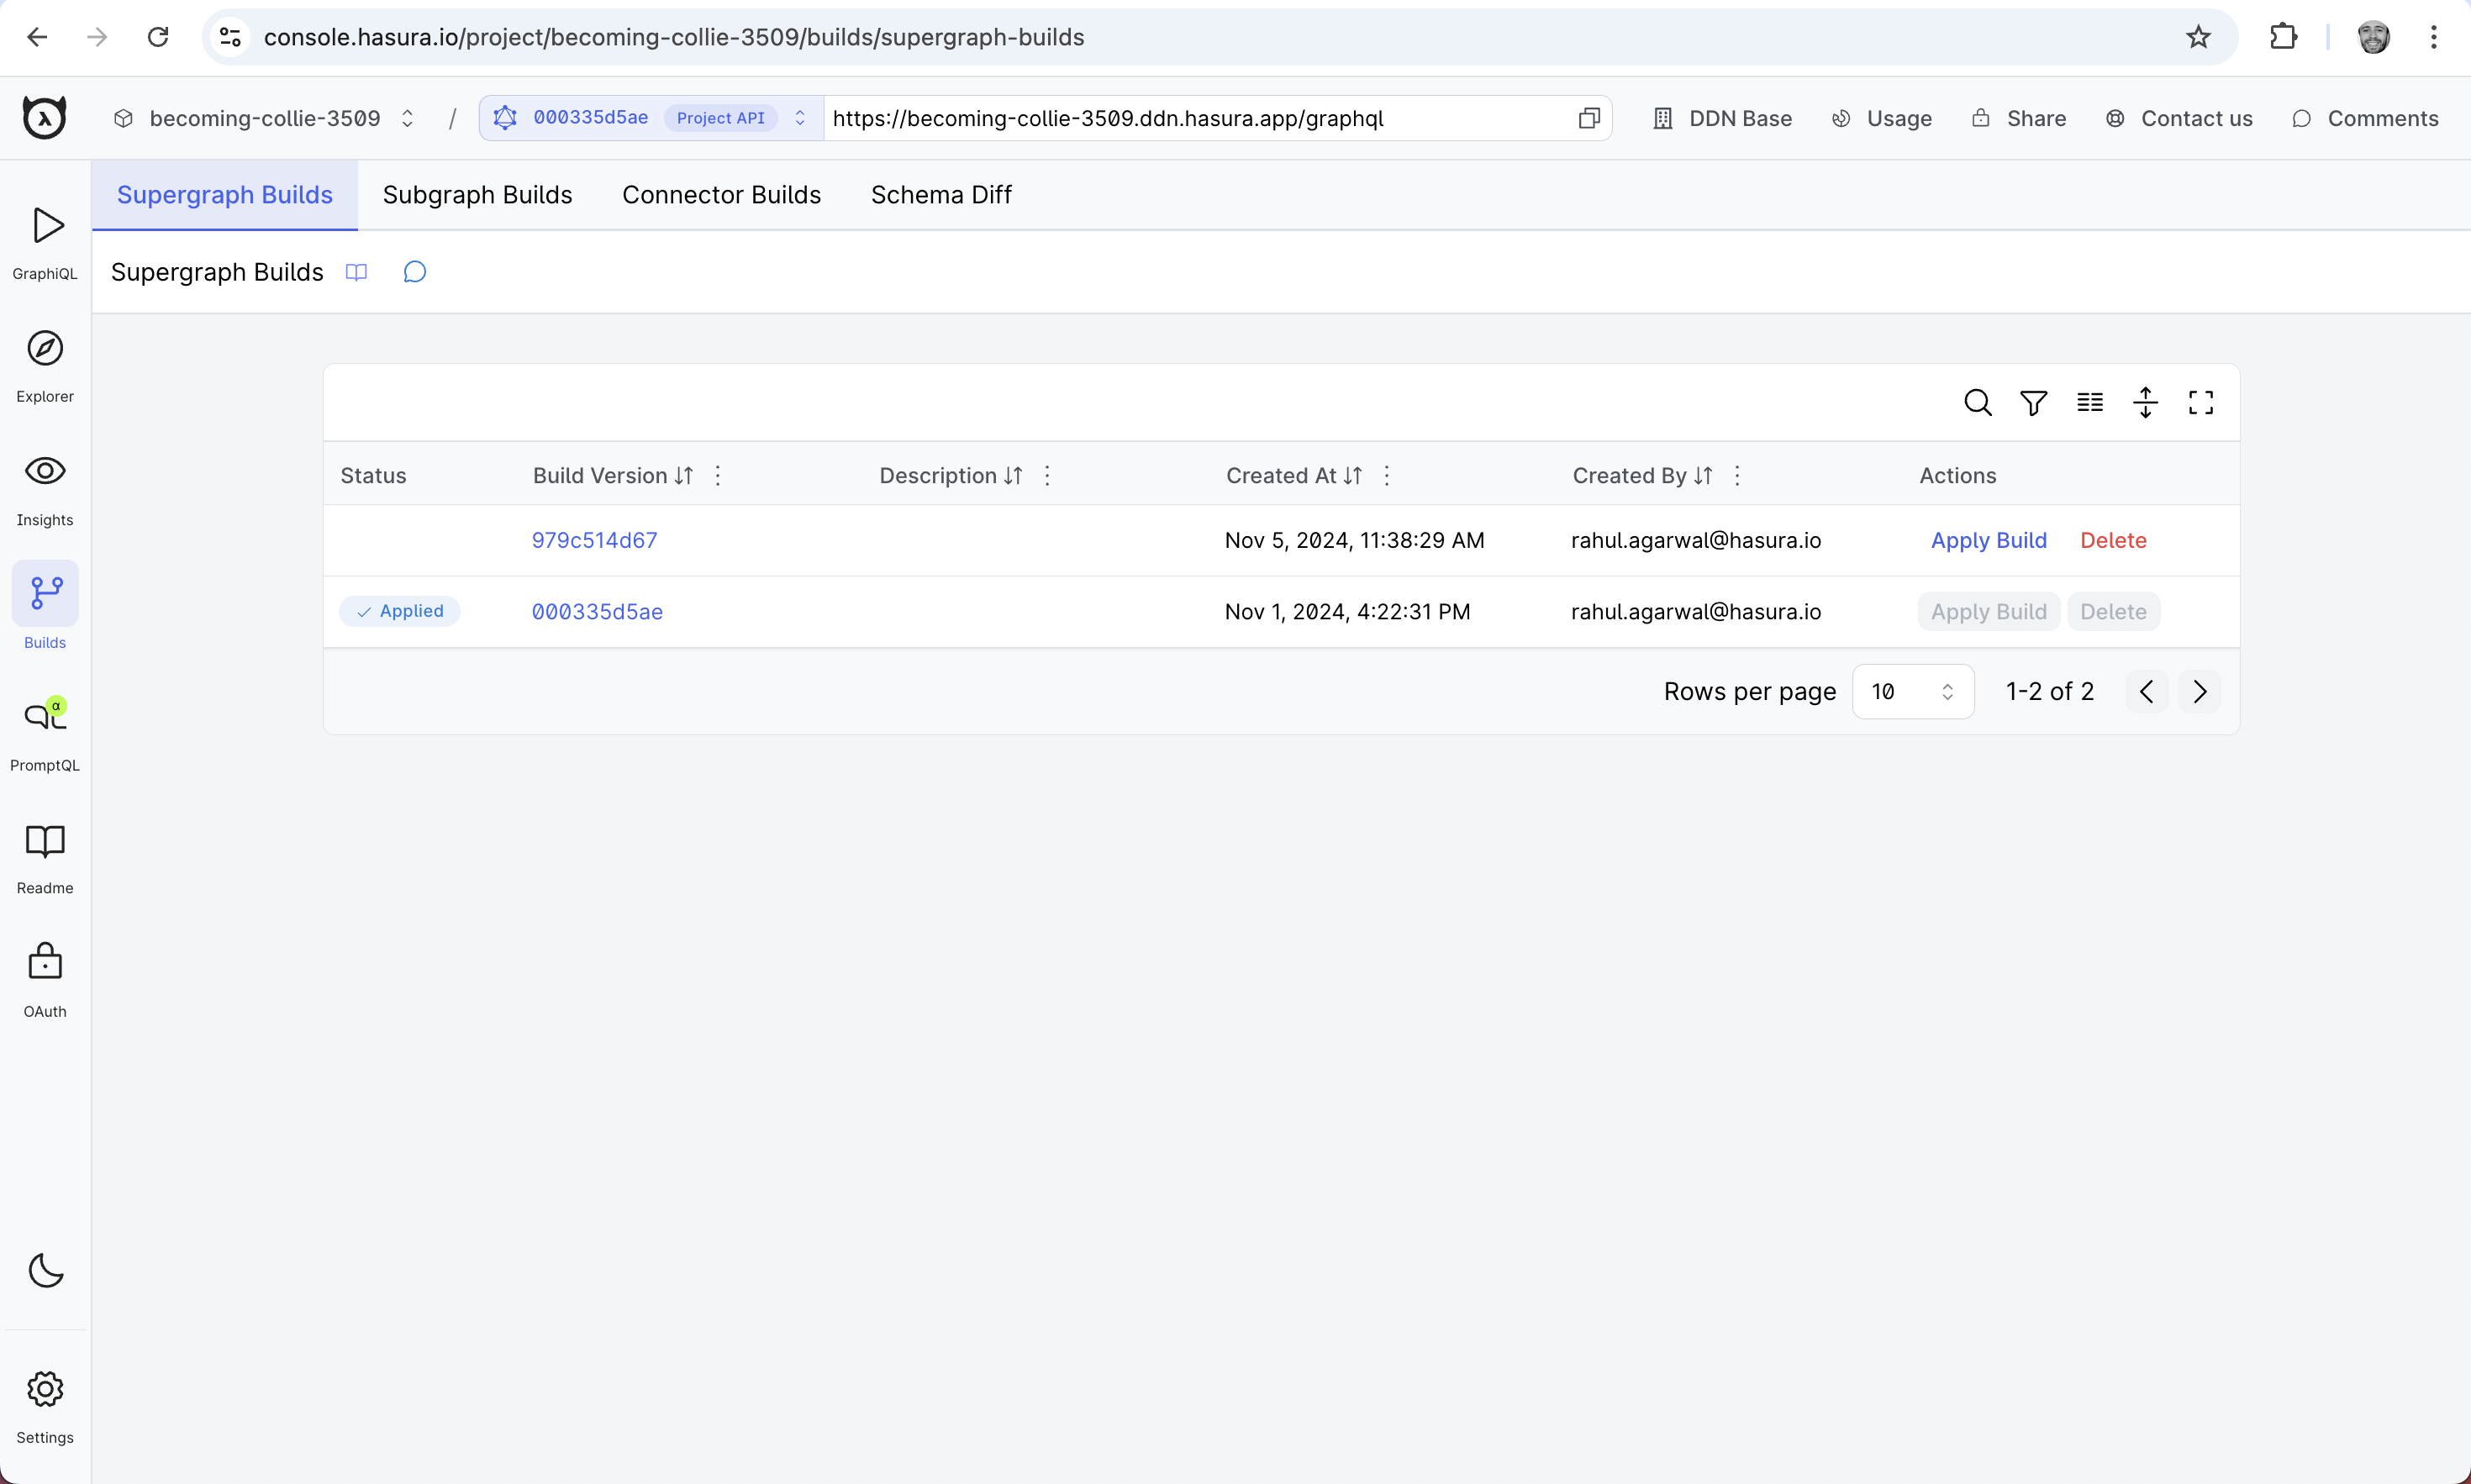 console.hasura.io/project/becoming-collie-3509/builds/supergraph-builds
becoming-collie-3509 / 000335d5ae Project API https://becoming-collie-3509.ddn.hasura.app/graphql DDN Base Usage Share Contact us Comments
Supergraph Builds Subgraph Builds Connector Builds Schema Diff
Supergraph Builds
GraphiQL
Explorer
Insights
Builds
α
PromptQL
Readme
OAuth
Settings
Status Build Version Description Created At Created By Actions
979c514d67 Nov 5, 2024, 11:38:29 AM rahul.agarwal@hasura.io Apply Build Delete
Applied 000335d5ae Nov 1, 2024, 4:22:31 PM rahul.agarwal@hasura.io Apply Build Delete
Rows per page 10 1-2 of 2